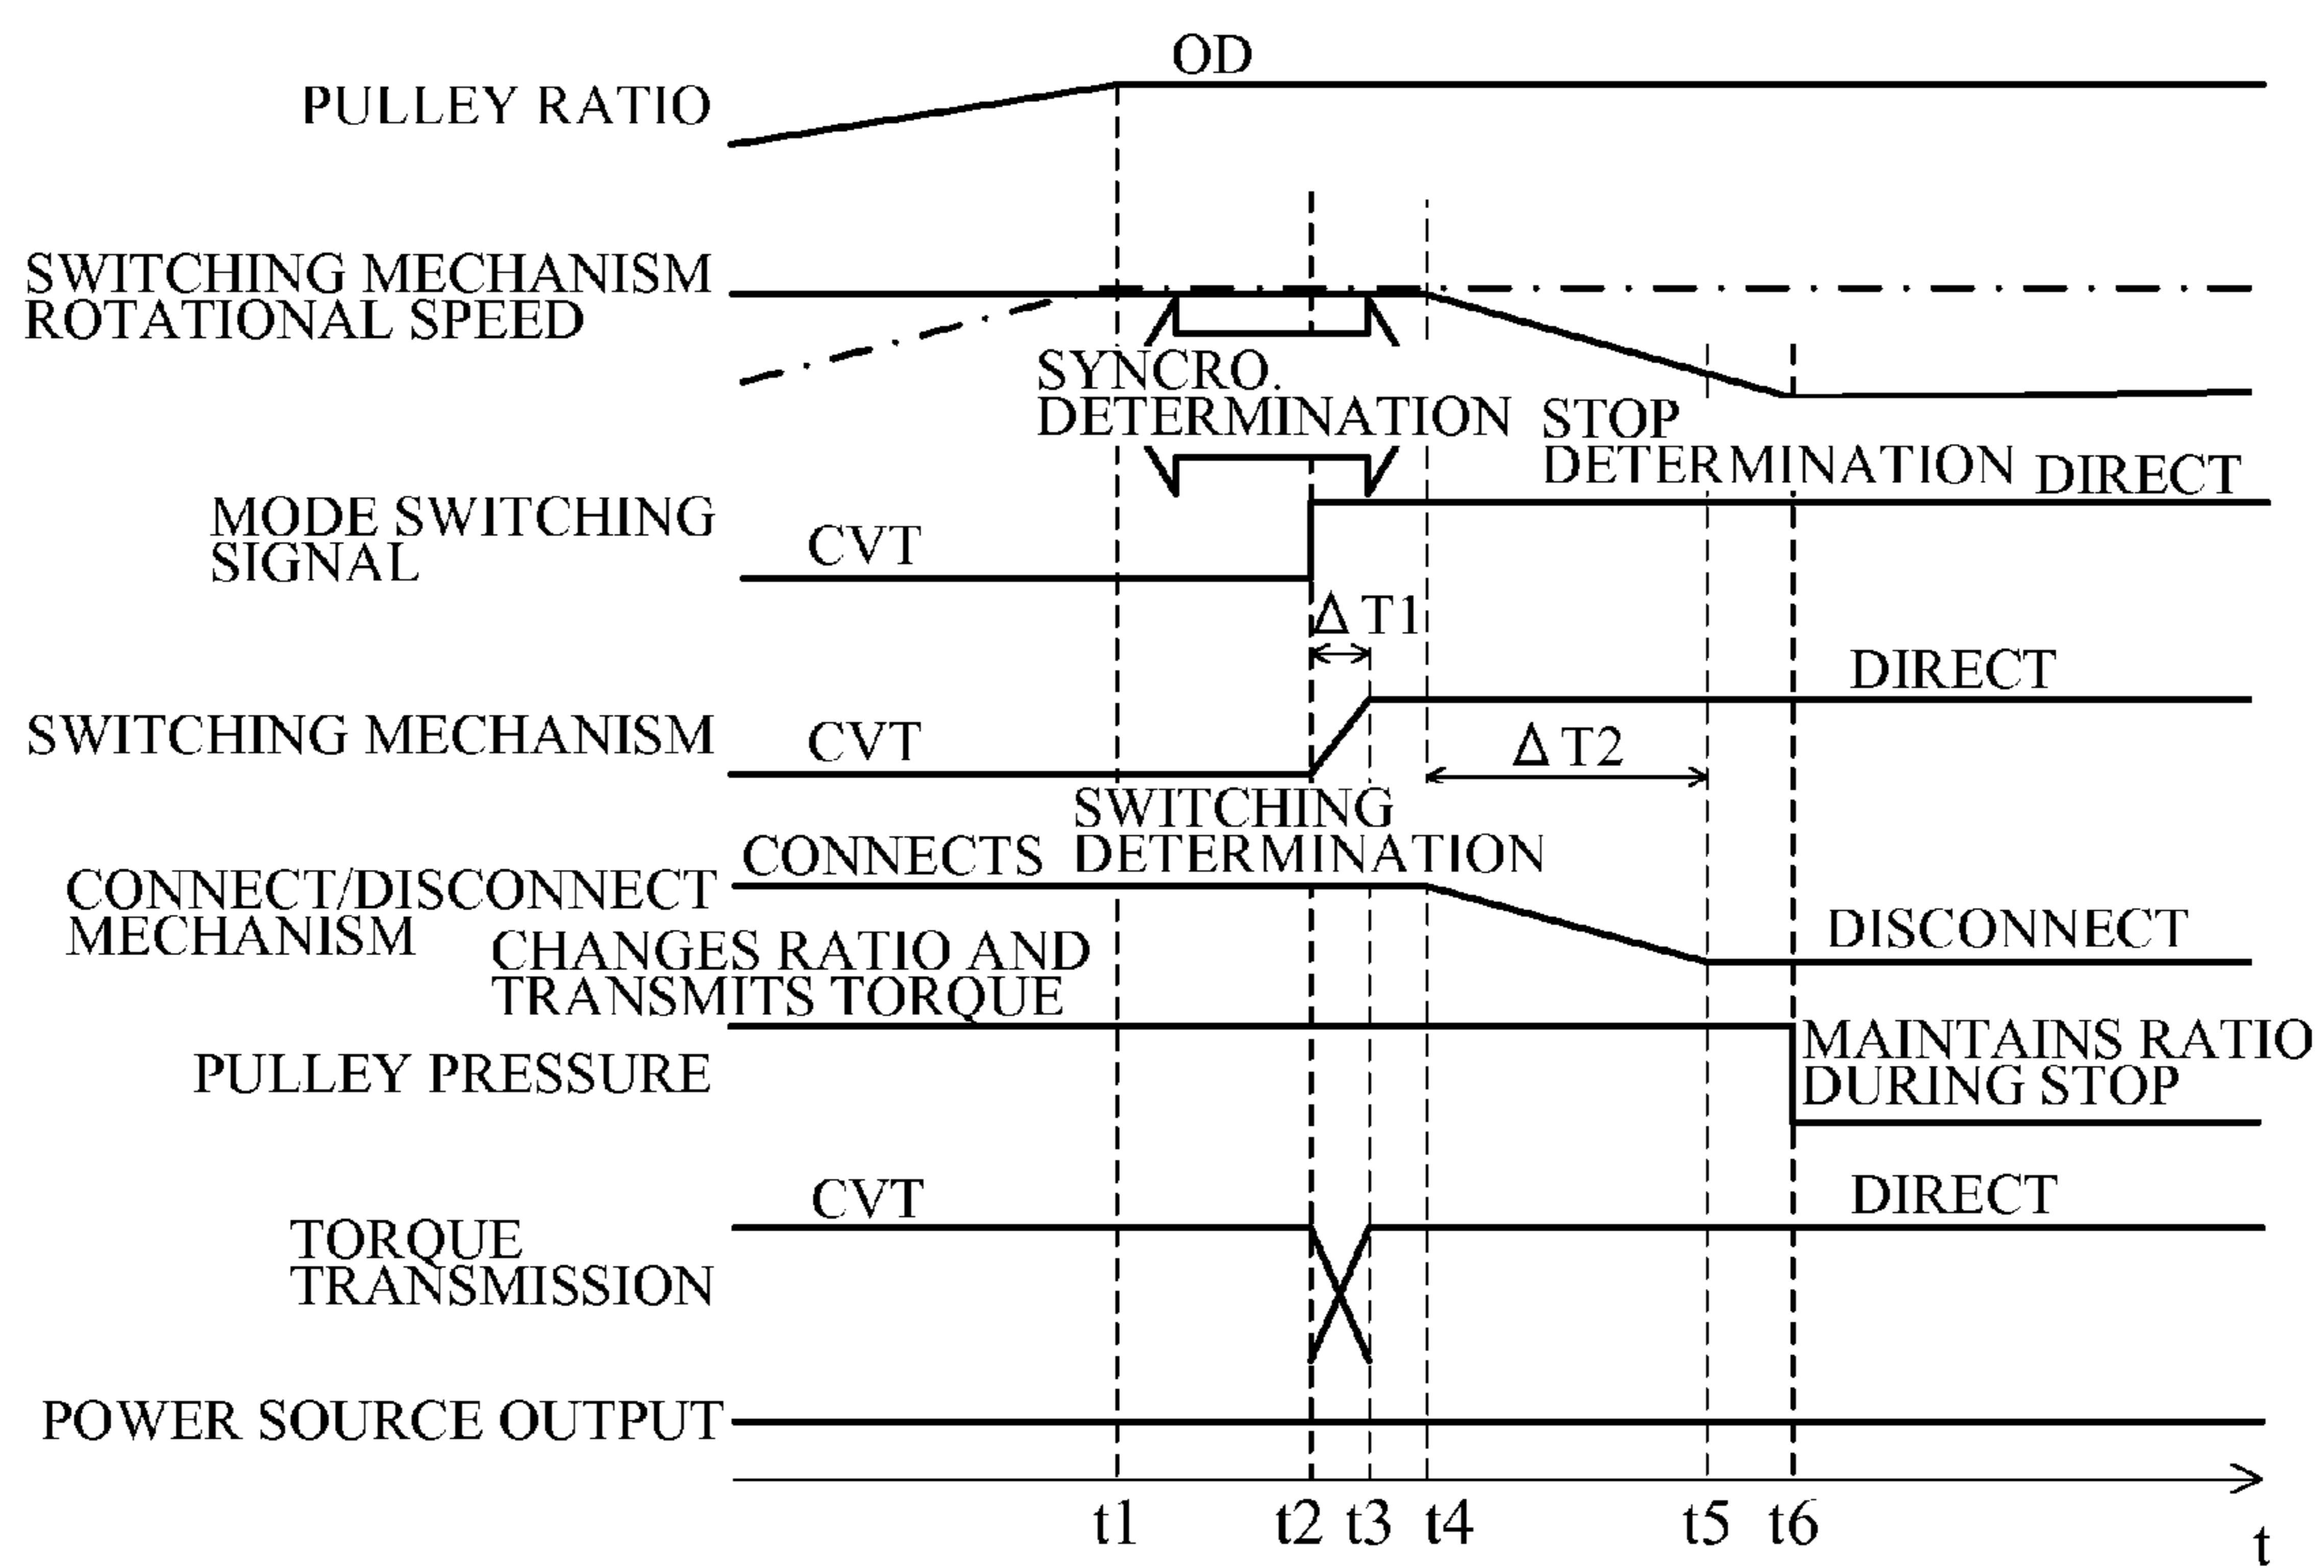 OD
PULLEY RATIO
SWITCHING MECHANISM
ROTATIONAL SPEED
SYNCRO.
DETERMINATION
STOP
DETERMINATION
DIRECT
MODE SWITCHING
SIGNAL
CVT
Δ T1
DIRECT
SWITCHING MECHANISM
CVT
Δ T2
SWITCHING
DETERMINATION
CONNECTS
CONNECT/DISCONNECT
MECHANISM
DISCONNECT
CHANGES RATIO AND
TRANSMITS TORQUE
PULLEY PRESSURE
MAINTAINS RATIO
DURING STOP
CVT
DIRECT
TORQUE
TRANSMISSION
POWER SOURCE OUTPUT
t1 t2 t3 t4 t5 t6 t